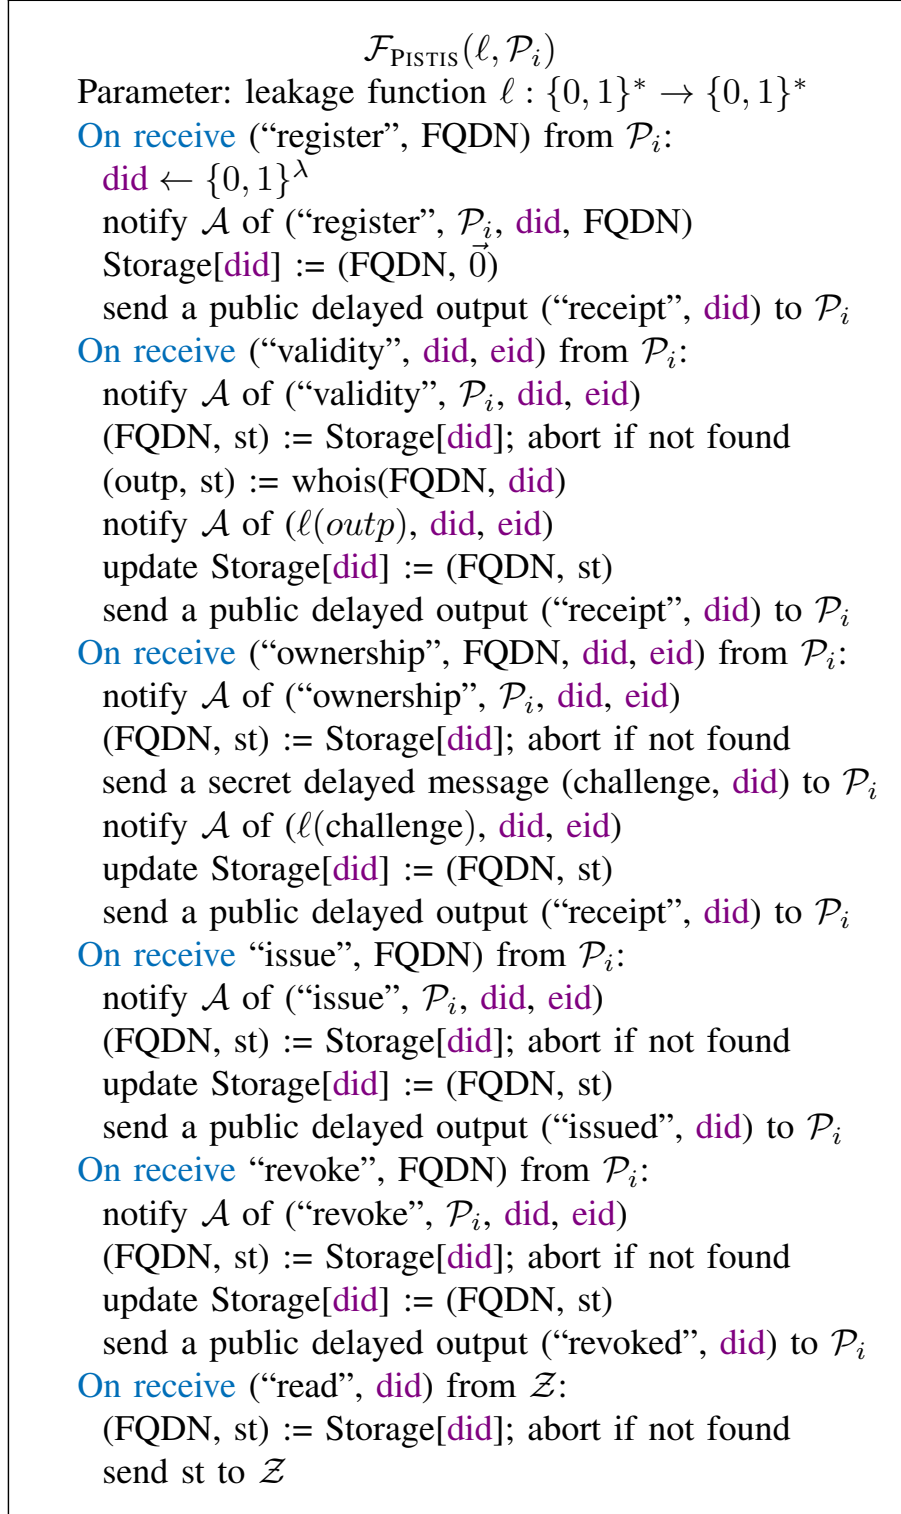 ℱ_PISTIS(ℓ, 𝒫_i)
Parameter: leakage function ℓ : {0, 1}* → {0, 1}*
On receive (“register”, FQDN) from 𝒫_i:
did ← {0, 1}^λ
notify 𝒜 of (“register”, 𝒫_i, did, FQDN)
Storage[did] := (FQDN, 0⃗)
send a public delayed output (“receipt”, did) to 𝒫_i
On receive (“validity”, did, eid) from 𝒫_i:
notify 𝒜 of (“validity”, 𝒫_i, did, eid)
(FQDN, st) := Storage[did]; abort if not found
(outp, st) := whois(FQDN, did)
notify 𝒜 of (ℓ(outp), did, eid)
update Storage[did] := (FQDN, st)
send a public delayed output (“receipt”, did) to 𝒫_i
On receive (“ownership”, FQDN, did, eid) from 𝒫_i:
notify 𝒜 of (“ownership”, 𝒫_i, did, eid)
(FQDN, st) := Storage[did]; abort if not found
send a secret delayed message (challenge, did) to 𝒫_i
notify 𝒜 of (ℓ(challenge), did, eid)
update Storage[did] := (FQDN, st)
send a public delayed output (“receipt”, did) to 𝒫_i
On receive “issue”, FQDN) from 𝒫_i:
notify 𝒜 of (“issue”, 𝒫_i, did, eid)
(FQDN, st) := Storage[did]; abort if not found
update Storage[did] := (FQDN, st)
send a public delayed output (“issued”, did) to 𝒫_i
On receive “revoke”, FQDN) from 𝒫_i:
notify 𝒜 of (“revoke”, 𝒫_i, did, eid)
(FQDN, st) := Storage[did]; abort if not found
update Storage[did] := (FQDN, st)
send a public delayed output (“revoked”, did) to 𝒫_i
On receive (“read”, did) from 𝒵:
(FQDN, st) := Storage[did]; abort if not found
send st to 𝒵